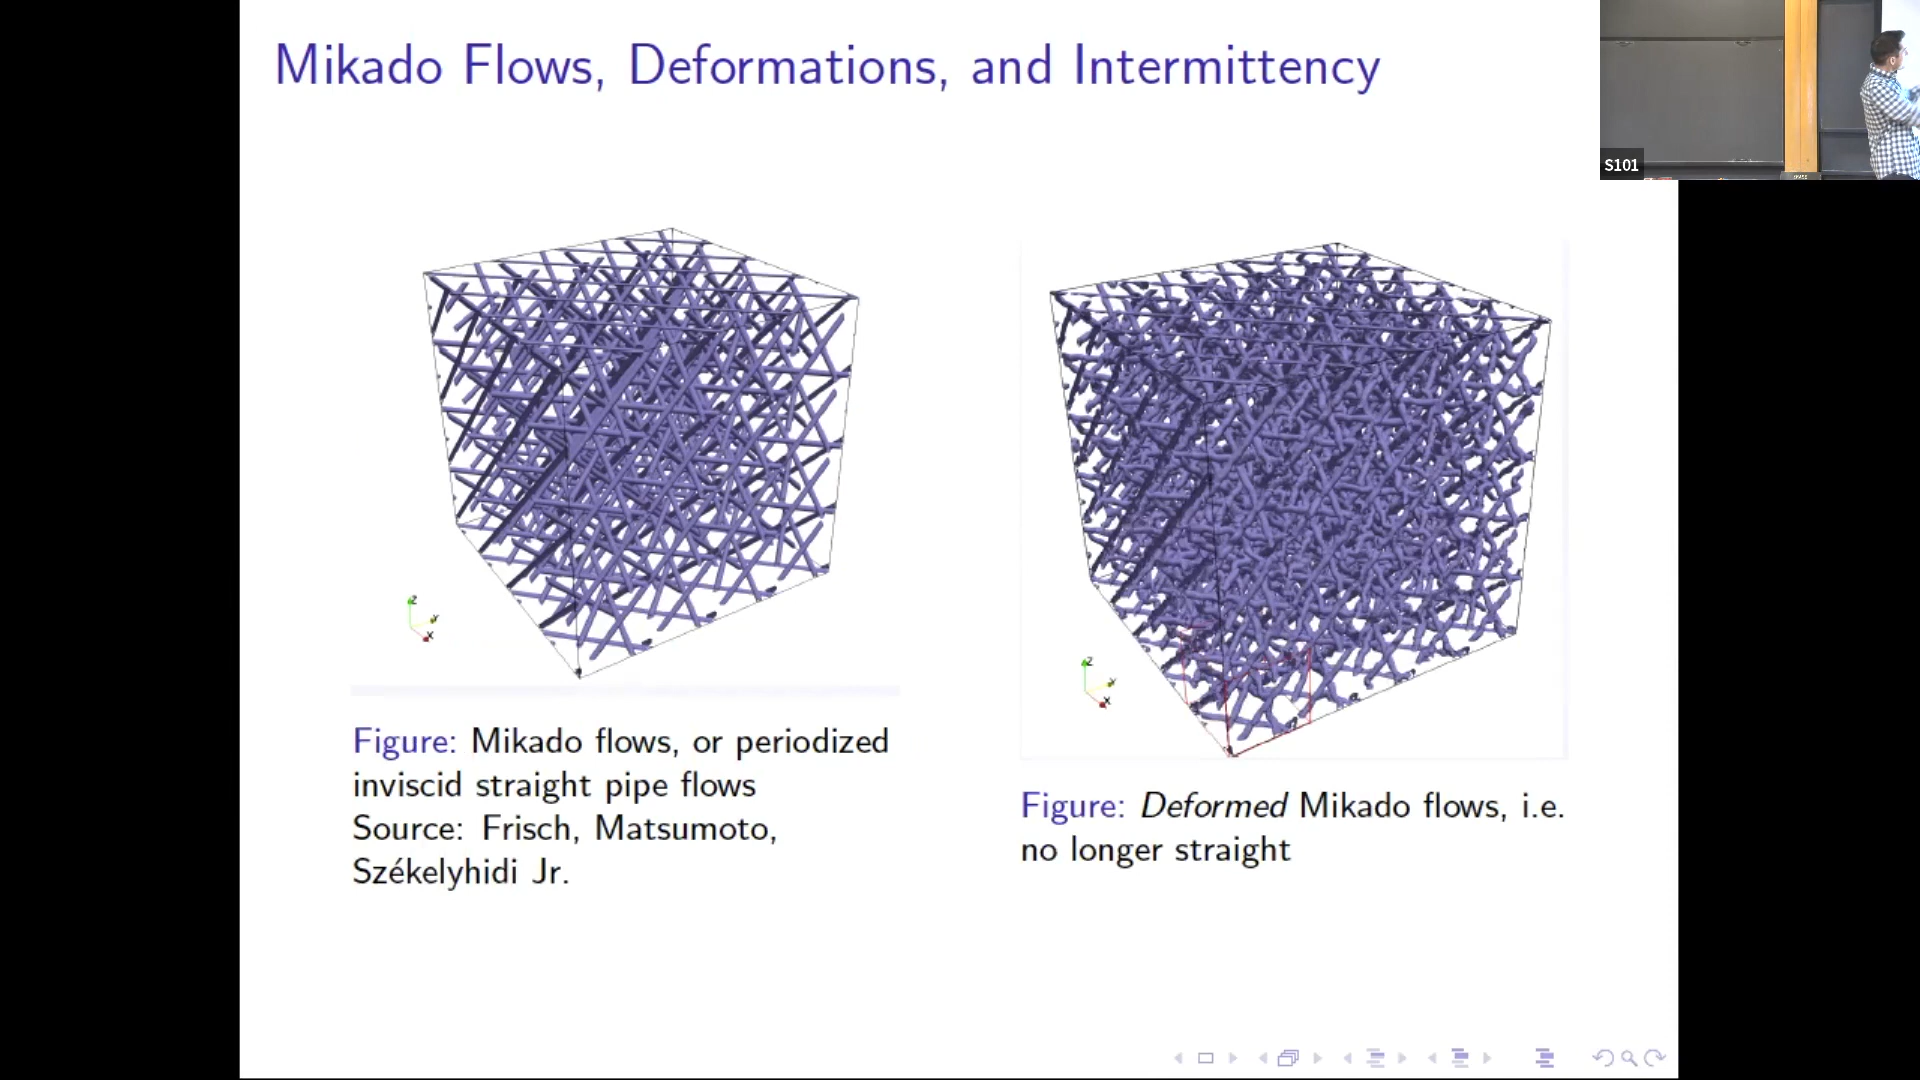 Mikado Flows, Deformations, and Intermittency
S101
Z
Y
X
Figure: Mikado flows, or periodized
inviscid straight pipe flows
Source: Frisch, Matsumoto,
Székelyhidi Jr.
Z
Y
X
Figure: Deformed Mikado flows, i.e.
no longer straight